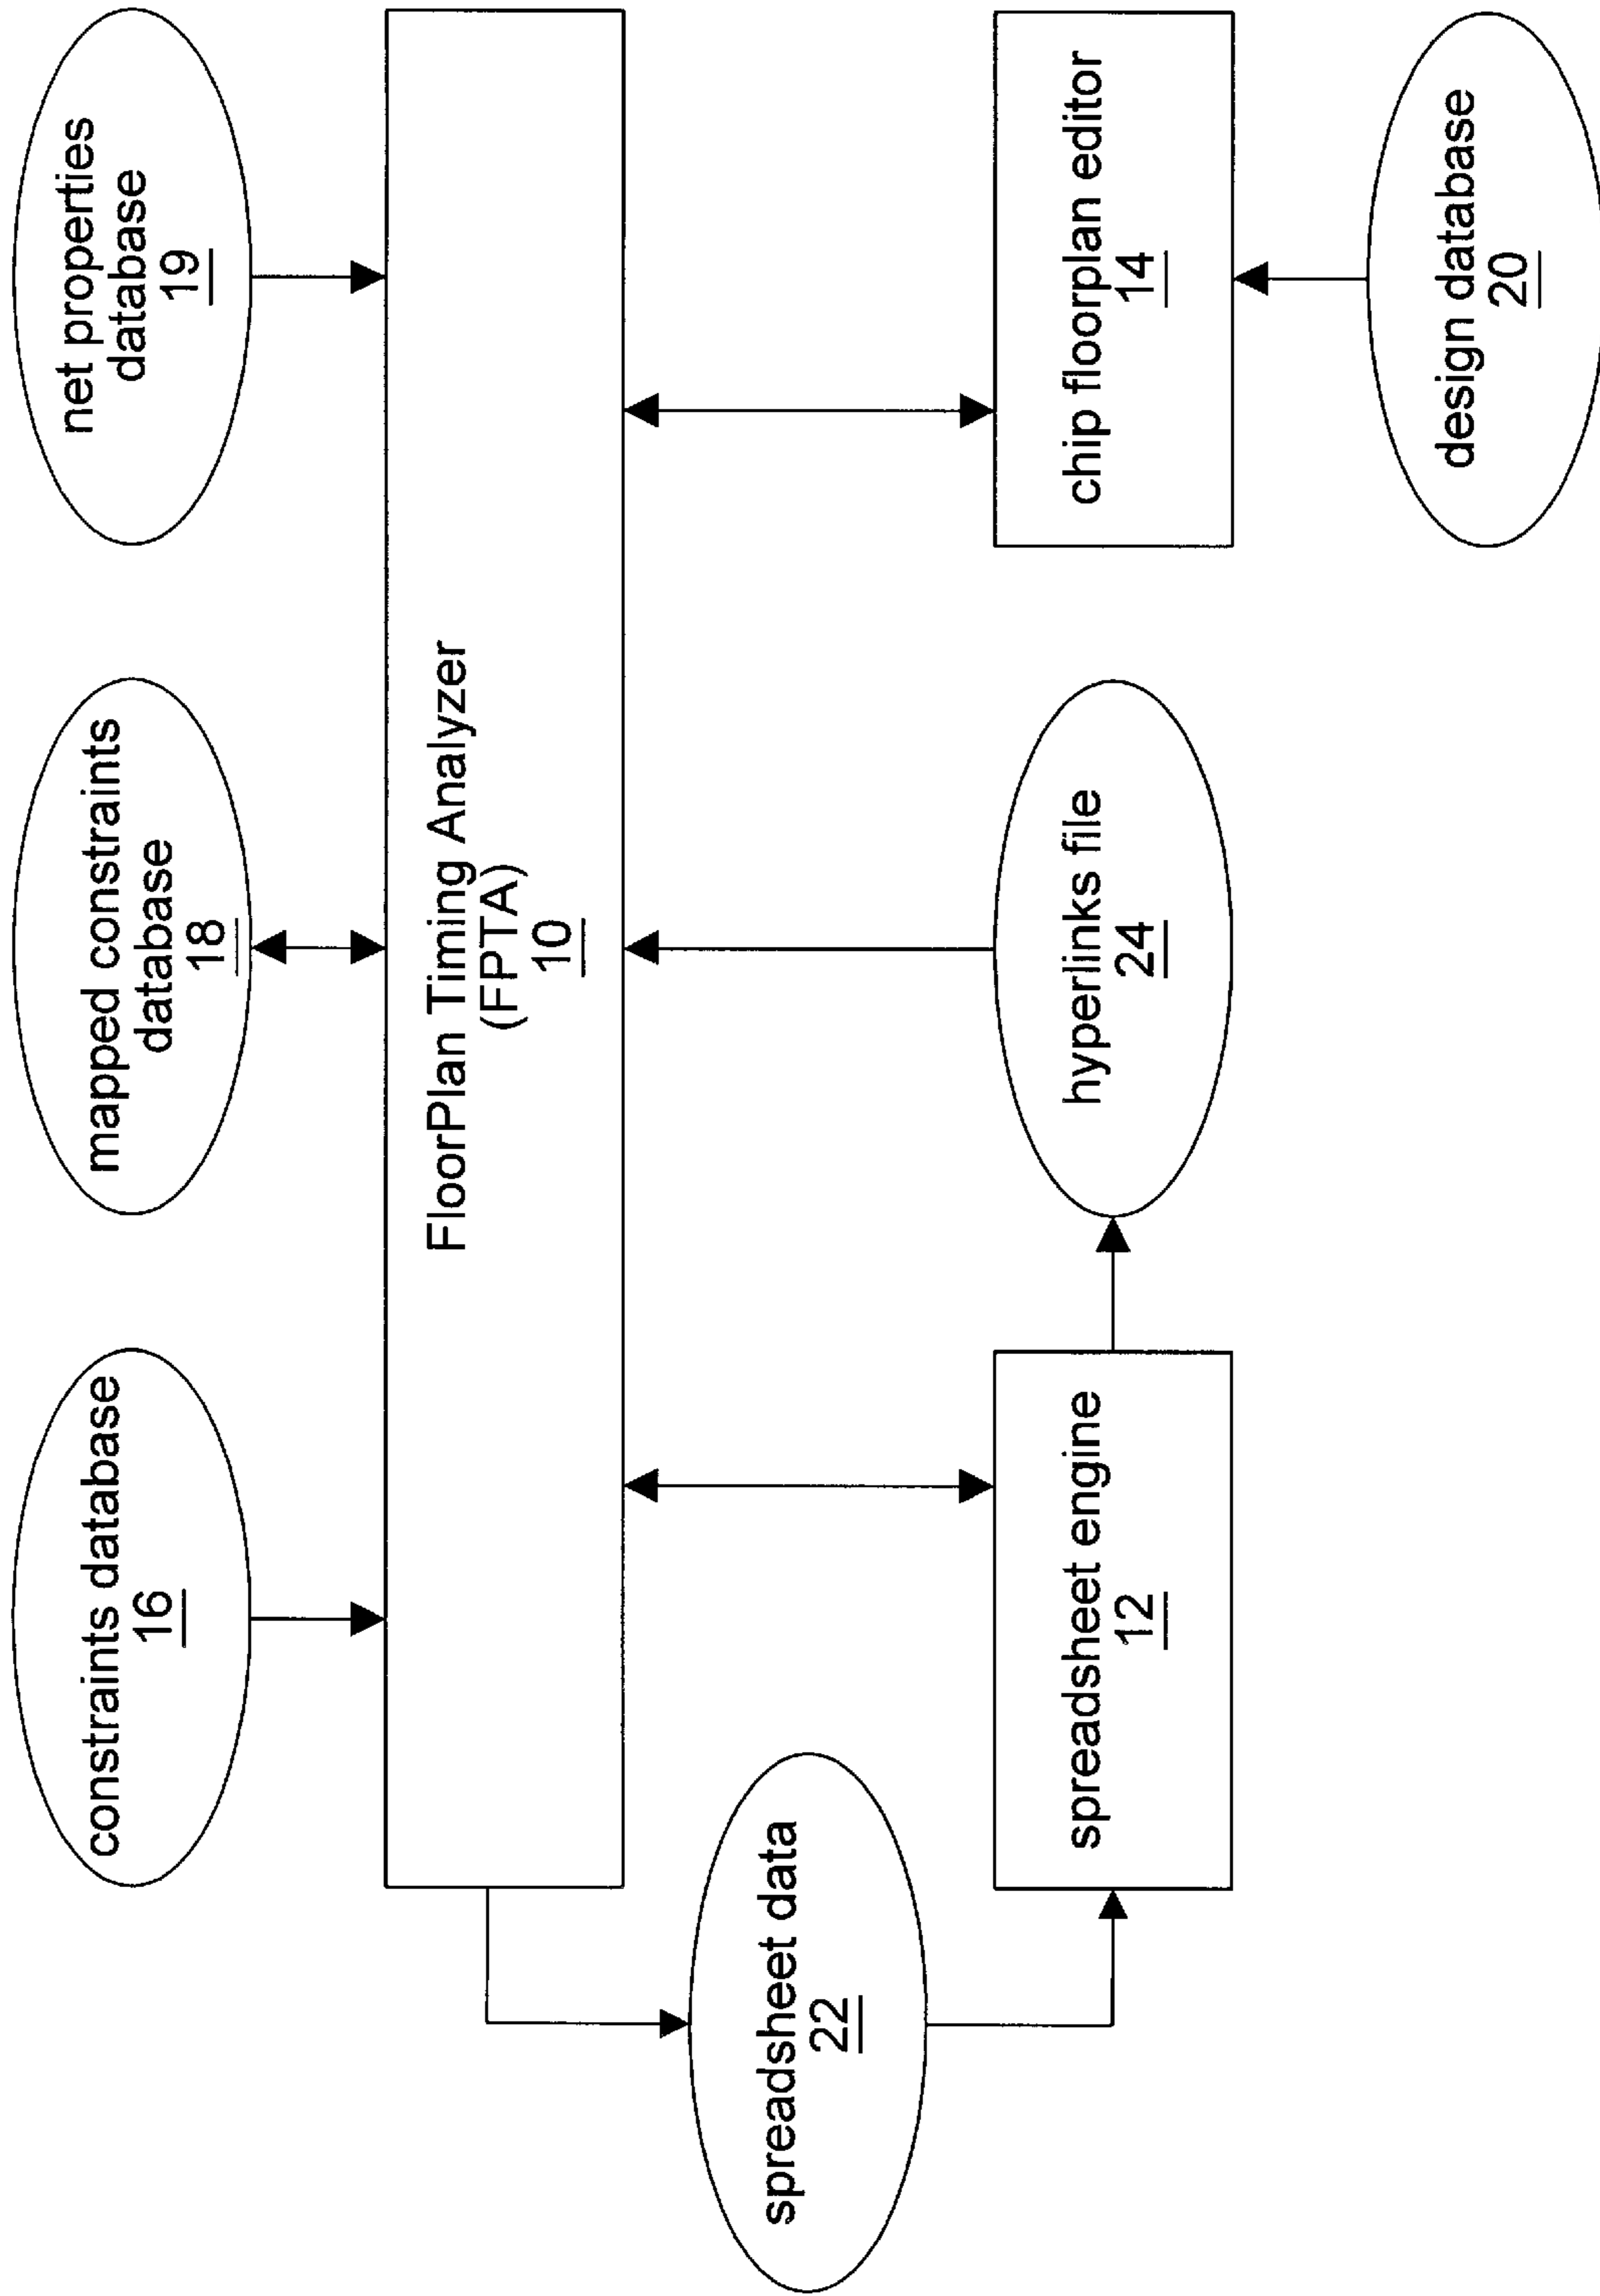 constraints database
16
mapped constraints
database
18
net properties
database
19
FloorPlan Timing Analyzer
(FPTA)
10
spreadsheet data
22
spreadsheet engine
12
hyperlinks file
24
chip floorplan editor
14
design database
20